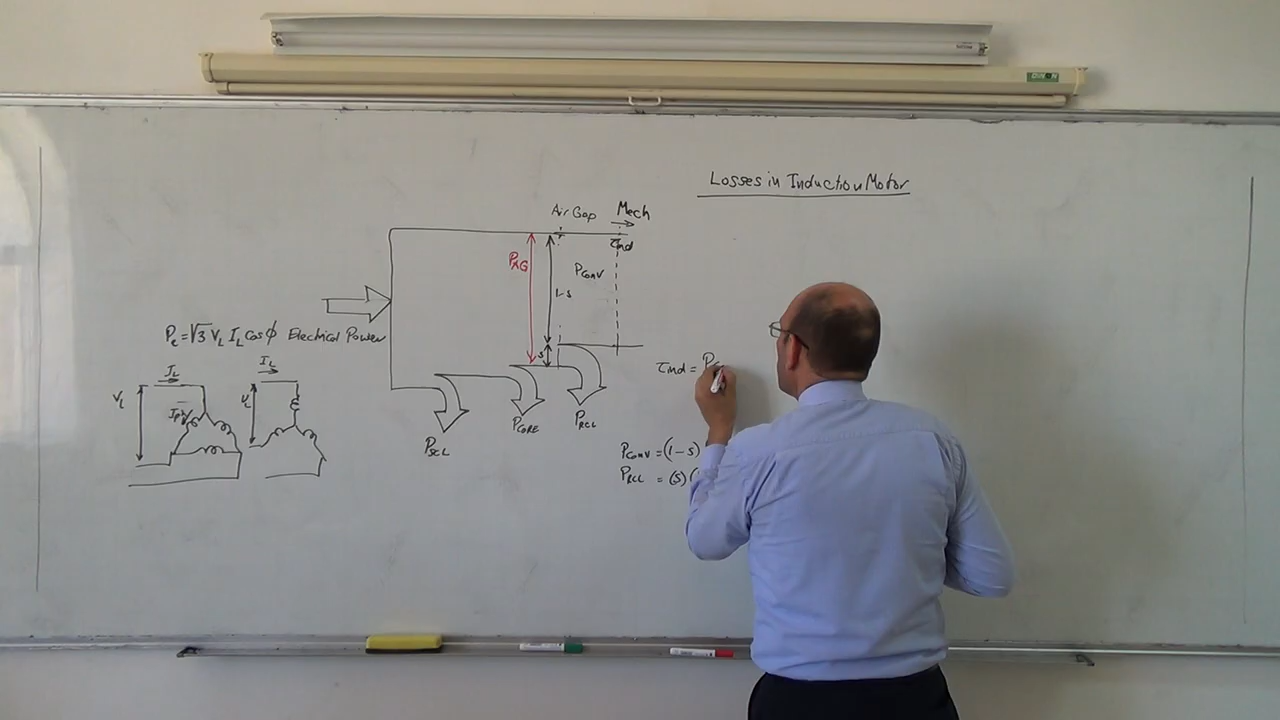 Losses in Induction Motor
Air Gap
Mech
τind
PAG
Pconv
1-s
s
Pe = √3 VL IL Cos ϕ Electrical Power
IL
IL
VL
VL
PSCL
PCORE
PRCL
τind = P
Pconv = (1 - s)
PRCL = (s) (